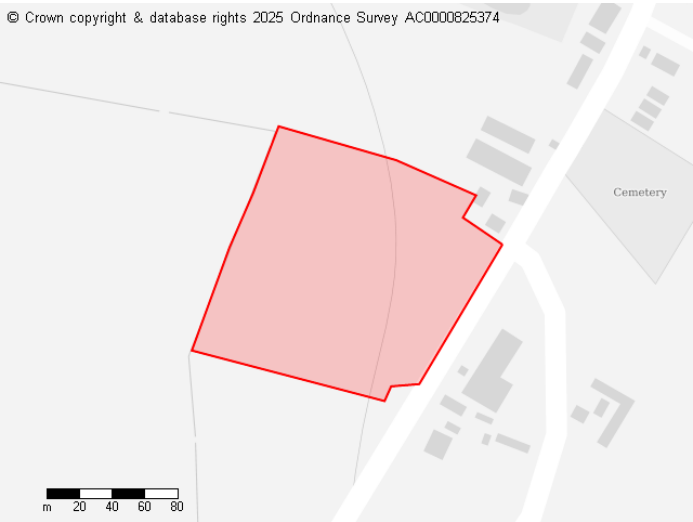 © Crown copyright & database rights 2025 Ordnance Survey AC0000825374
Cemetery
m 20 40 60 80